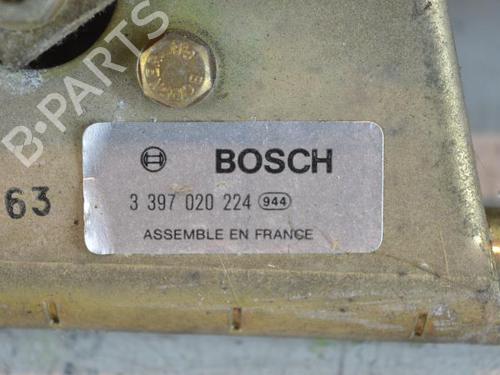 B-PARTS
BOSCH
63
3 397 020 224 944
ASSEMBLE EN FRANCE